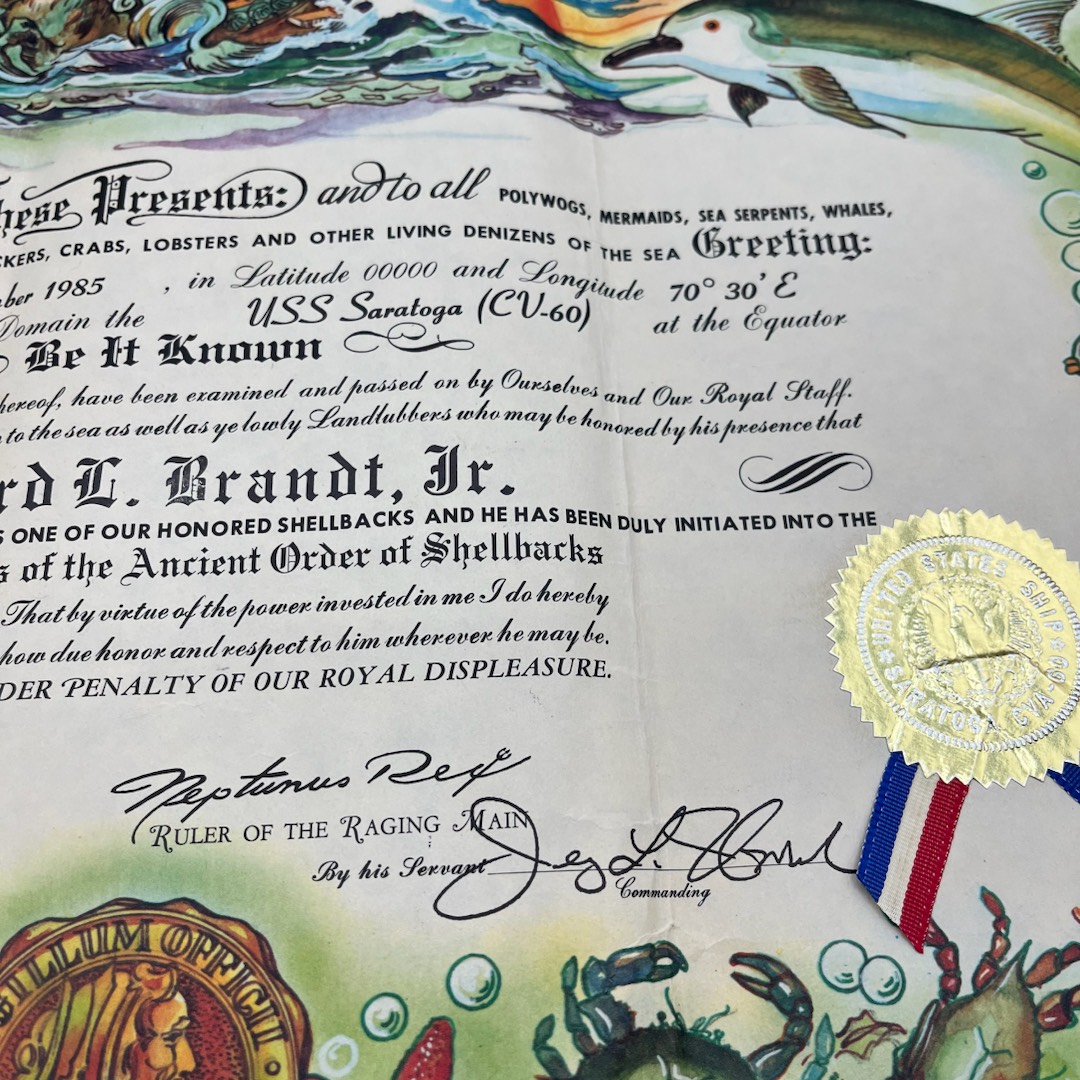 hese Presents: and to all POLYWOGS, MERMAIDS, SEA SERPENTS, WHALES,
CKERS, CRABS, LOBSTERS AND OTHER LIVING DENIZENS OF THE SEA Greeting:
ber 1985 , in Latitude 00000 and Longitude 70° 30' E
Domain the USS Saratoga (CV-60) at the Equator
Be It Known
hereof, have been examined and passed on by Ourselves and Our Royal Staff.
to the sea as well as ye lowly Landlubbers who may be honored by his presence that
rd L. Brandt, Jr.
S ONE OF OUR HONORED SHELLBACKS AND HE HAS BEEN DULY INITIATED INTO THE
s of the Ancient Order of Shellbacks
That by virtue of the power invested in me I do hereby
how due honor and respect to him wherever he may be.
DER PENALTY OF OUR ROYAL DISPLEASURE.
UNITED STATES SHIP
SARATOGA CVA-60
Neptunus Rex
RULER OF THE RAGING MAIN
By his Servant
Commanding
GILLUM OFFICII